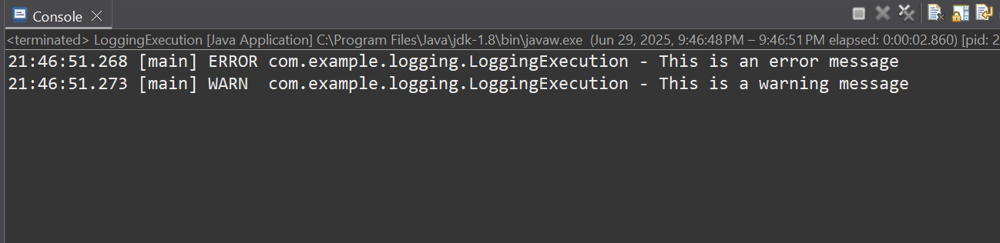 Console
<terminated> LoggingExecution [Java Application] C:\Program Files\Java\jdk-1.8\bin\javaw.exe (Jun 29, 2025, 9:46:48 PM – 9:46:51 PM elapsed: 0:00:02.860) [pid: 2
21:46:51.268 [main] ERROR com.example.logging.LoggingExecution - This is an error message
21:46:51.273 [main] WARN  com.example.logging.LoggingExecution - This is a warning message